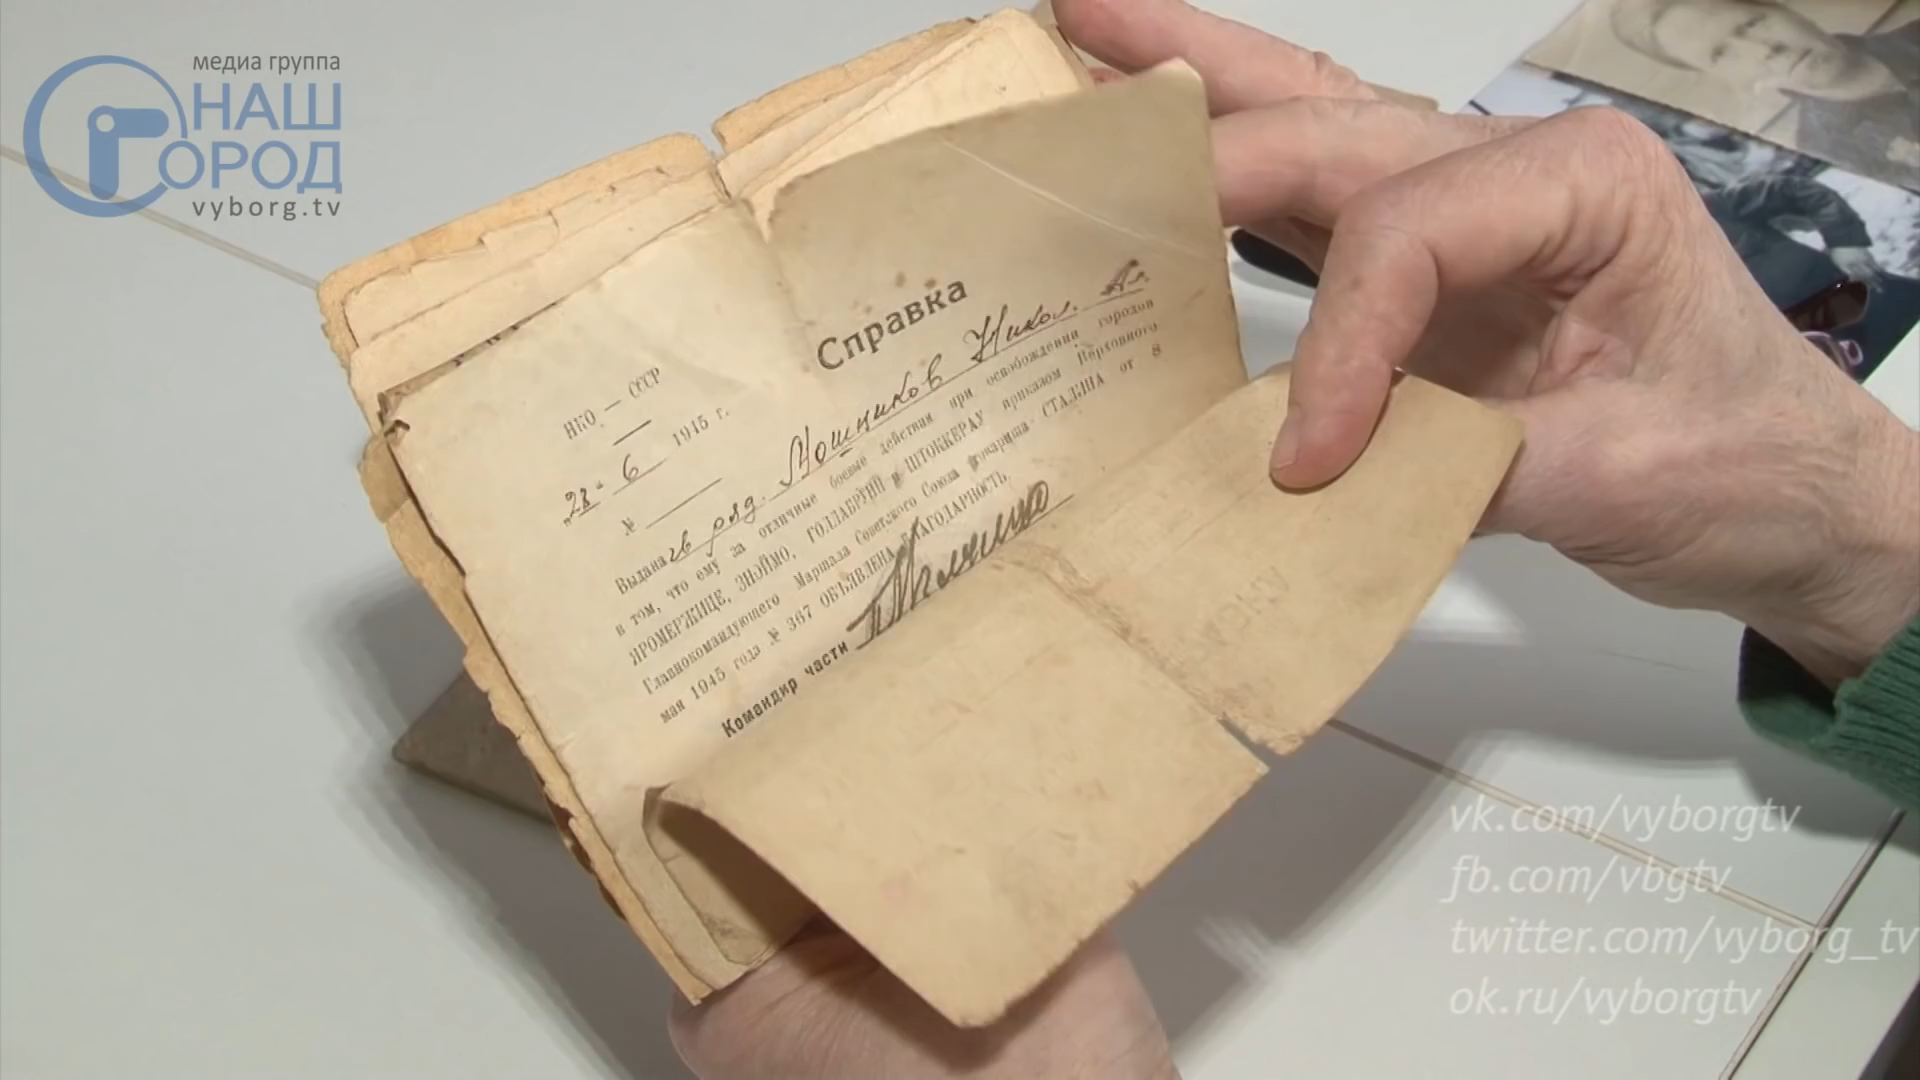 медиа группа
НАШ
ГОРОД
vyborg.tv
Справка
НКО — СССР
„28“ 6 1945 г.
№
Выдана гв ряд. Мошников Никол. Ал.
в том, что ему за отличные боевые действия при освобождении городов
ЯРОМЕРЖИЦЕ, ЗНОЙМО, ГОЛЛАБРУНН и ШТОККЕРАУ приказом Верховного
Главнокомандующего Маршала Советского Союза товарища СТАЛИНА от 8
мая 1945 года № 367 ОБЪЯВЛЕНА БЛАГОДАРНОСТЬ.
Командир части
vk.com/vyborgtv
fb.com/vbgtv
twitter.com/vyborg_tv
ok.ru/vyborgtv